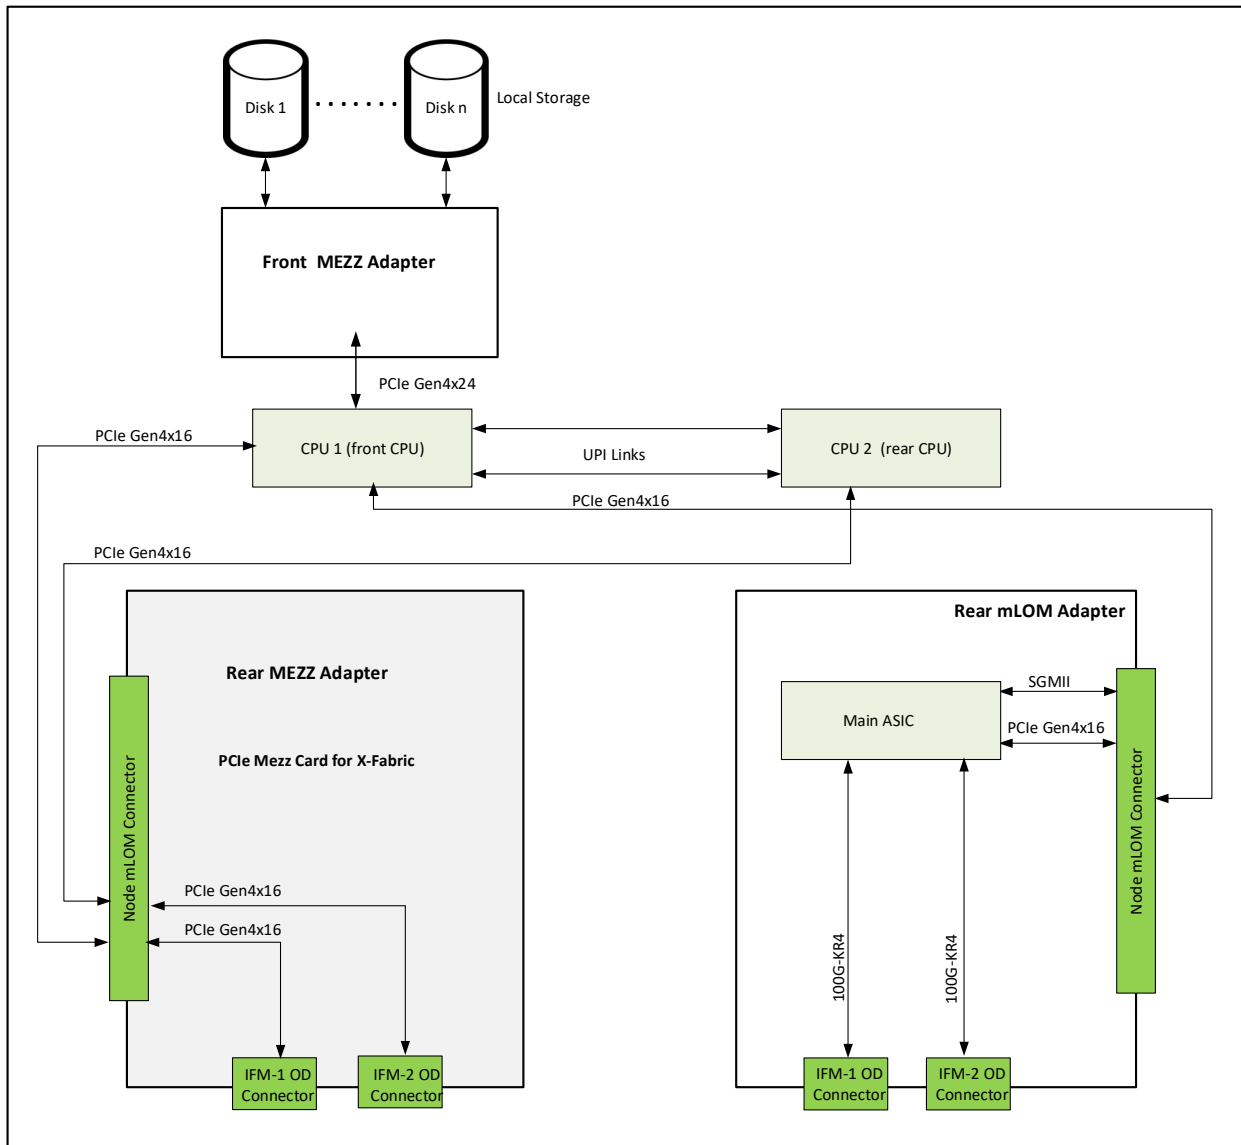 Disk 1
Disk n
Local Storage
Front MEZZ Adapter
PCIe Gen4x24
PCIe Gen4x16
CPU 1 (front CPU)
UPI Links
CPU 2 (rear CPU)
PCIe Gen4x16
PCIe Gen4x16
Rear MEZZ Adapter
PCIe Mezz Card for X-Fabric
Node mLOM Connector
PCIe Gen4x16
PCIe Gen4x16
IFM-1 OD
Connector
IFM-2 OD
Connector
Rear mLOM Adapter
SGMII
Main ASIC
PCIe Gen4x16
Node mLOM Connector
100G-KR4
100G-KR4
IFM-1 OD
Connector
IFM-2 OD
Connector